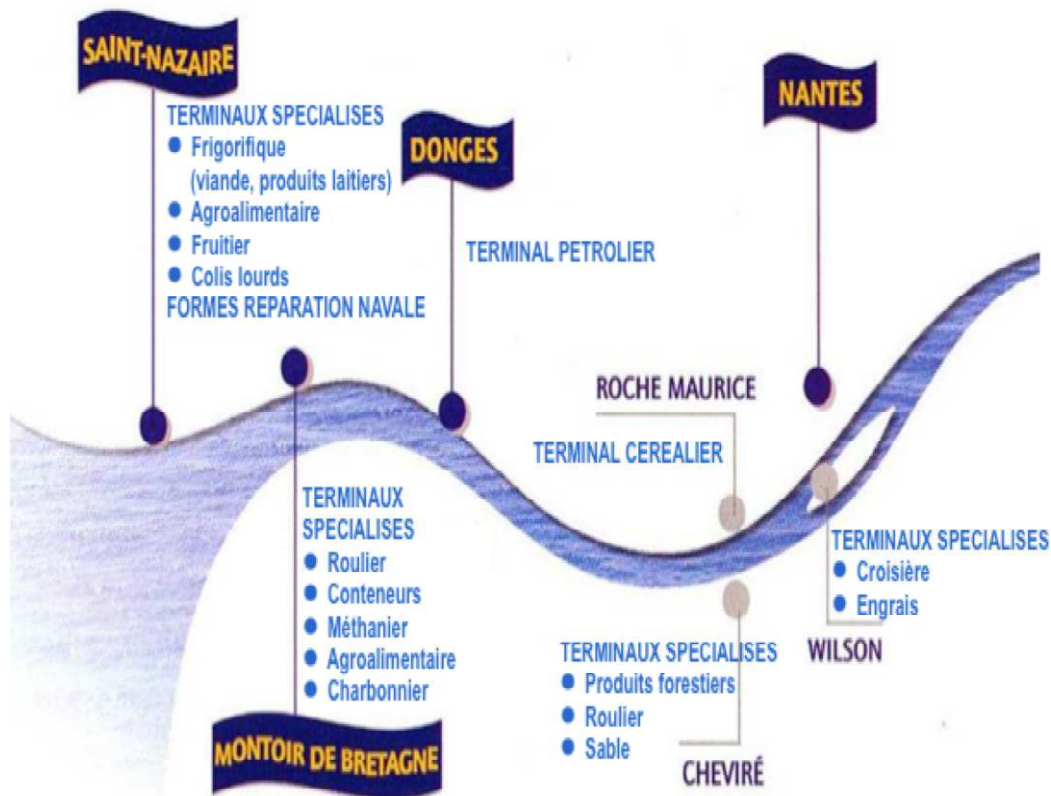 SAINT-NAZAIRE
TERMINAUX SPECIALISES
Frigorifique
(viande, produits laitiers)
Agroalimentaire
Fruitier
Colis lourds
FORMES REPARATION NAVALE
DONGES
TERMINAL PETROLIER
NANTES
ROCHE MAURICE
TERMINAL CEREALIER
TERMINAUX
SPECIALISES
Roulier
Conteneurs
Méthanier
Agroalimentaire
Charbonnier
MONTOIR DE BRETAGNE
TERMINAUX SPECIALISES
Produits forestiers
Roulier
Sable
CHEVIRÉ
TERMINAUX SPECIALISES
Croisière
Engrais
WILSON